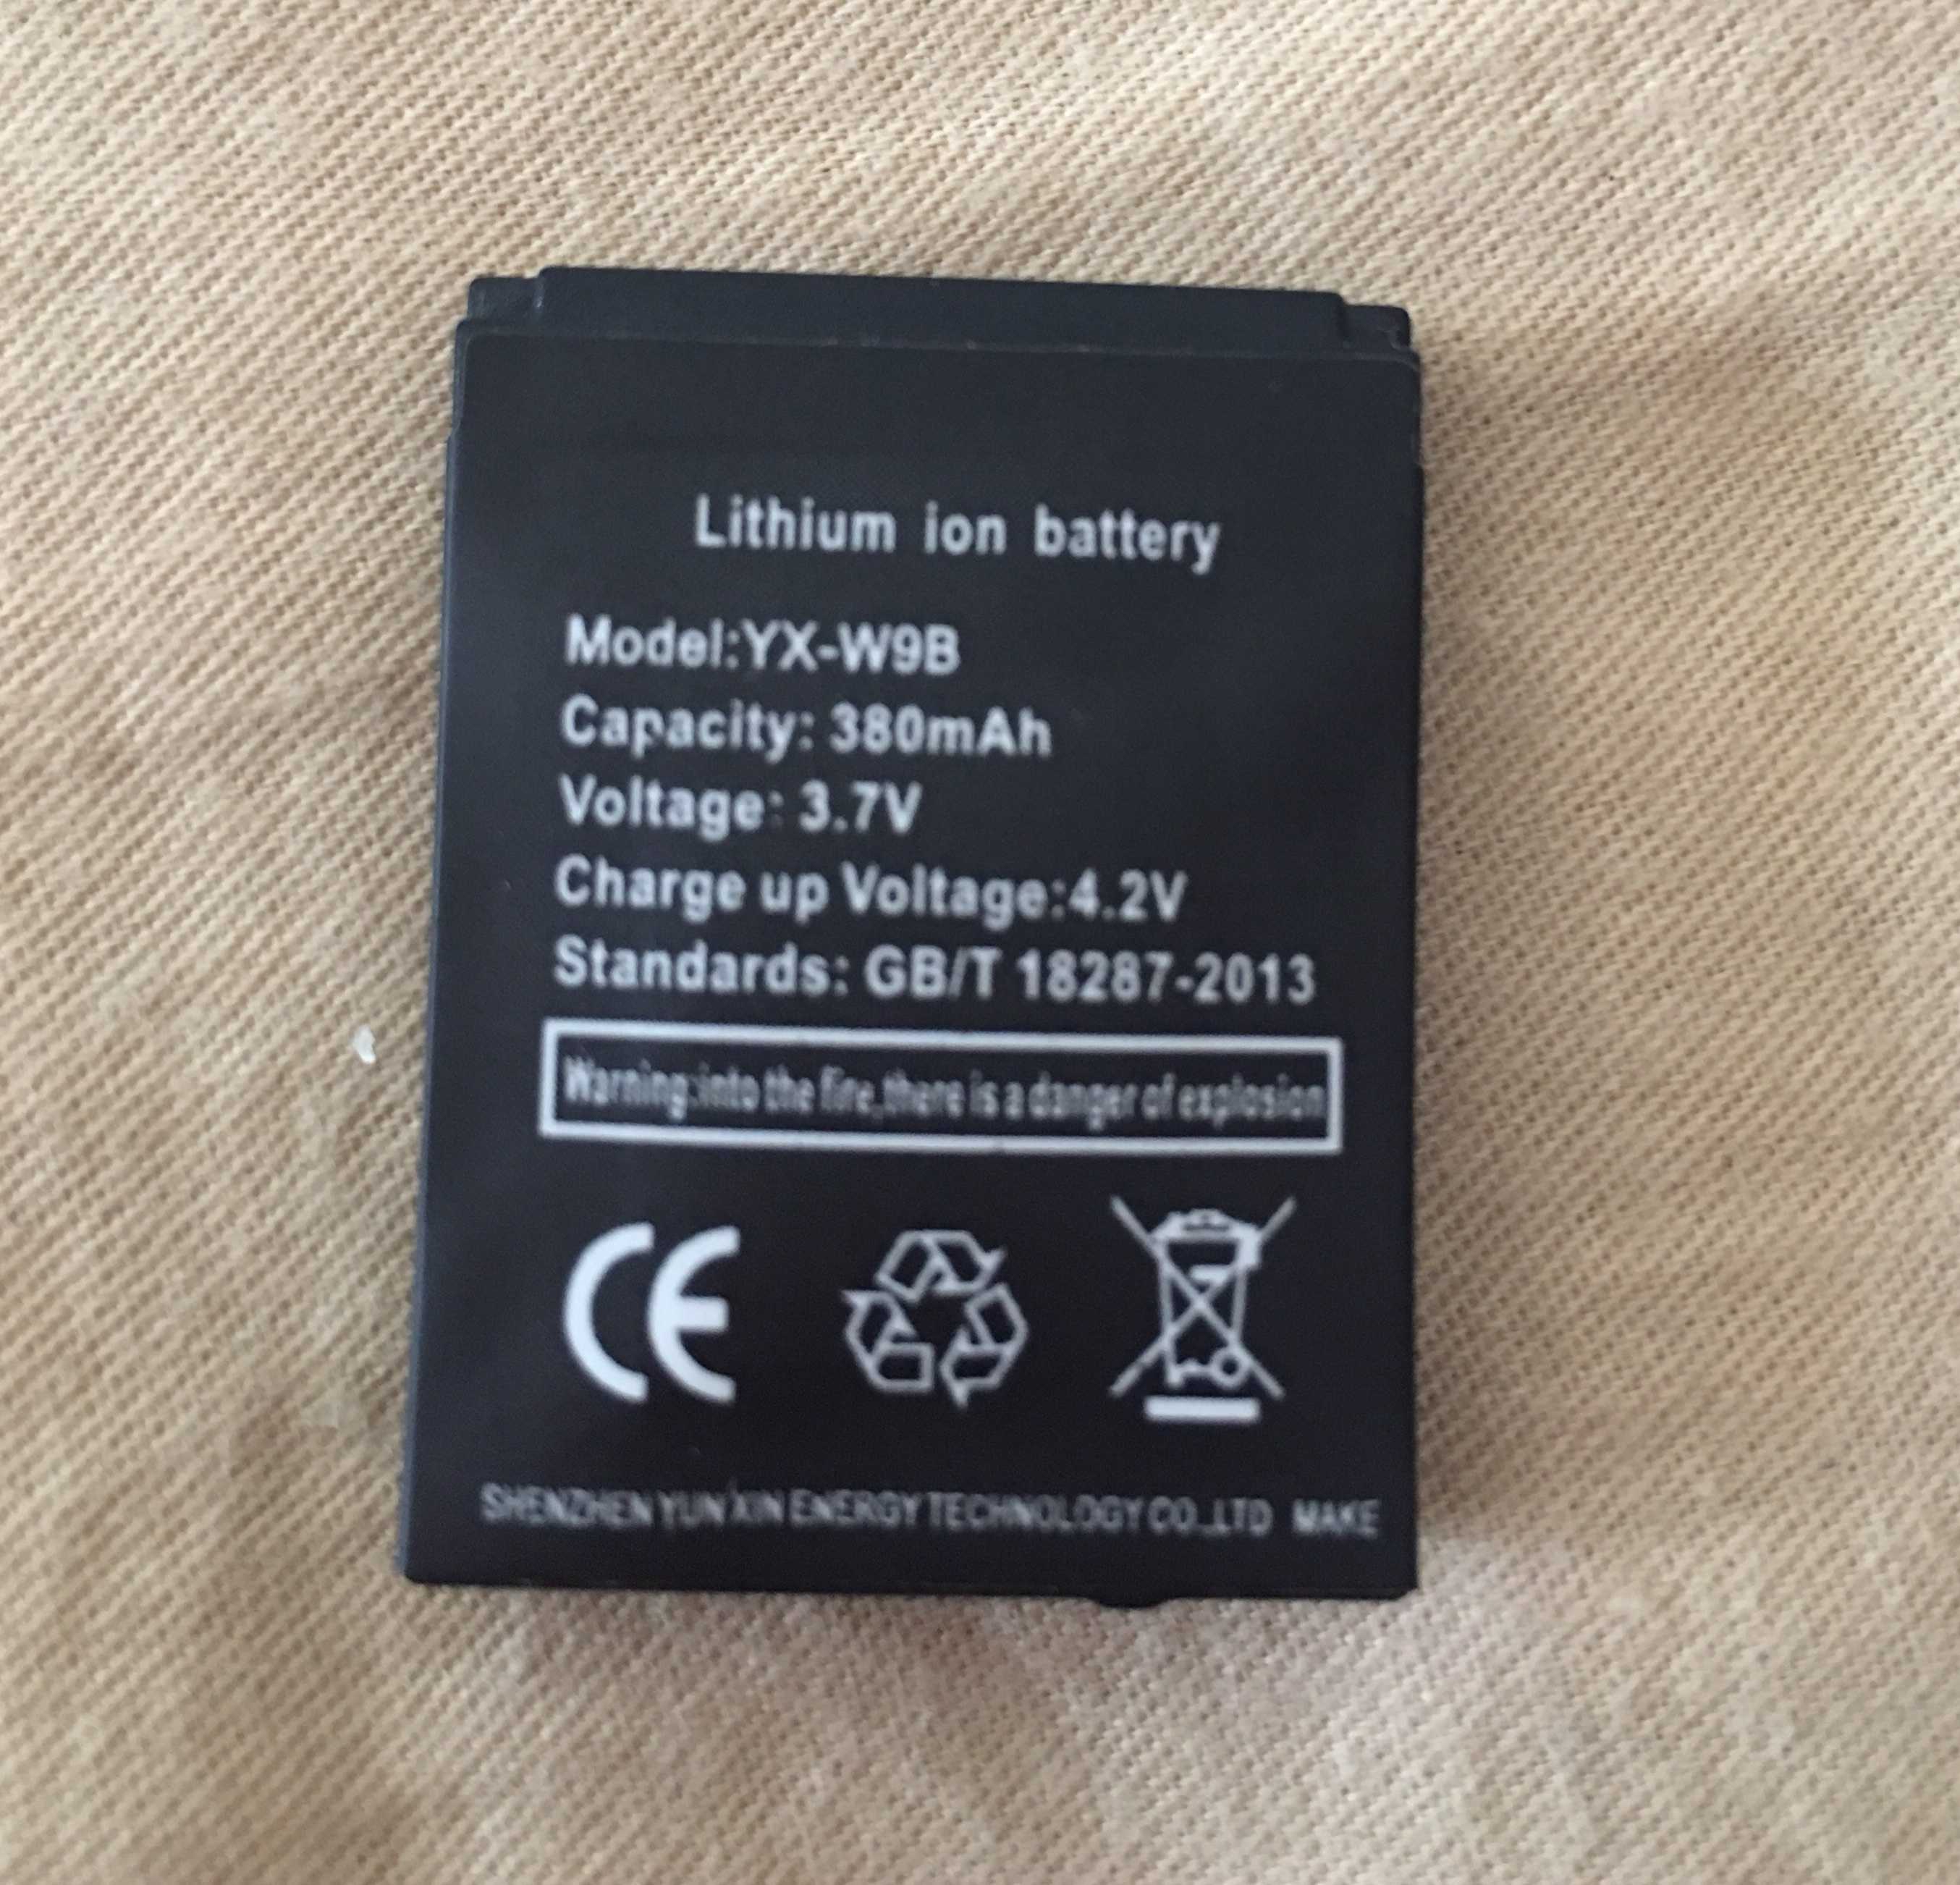 Lithium ion battery
Model:YX-W9B
Capacity: 380mAh
Voltage: 3.7V
Charge up Voltage:4.2V
Standards: GB/T 18287-2013
Warning:into the fire,there is a danger of explosion
CE
SHENZHEN YUN'XIN ENERGY TECHNOLOGY CO.,LTD MAKE